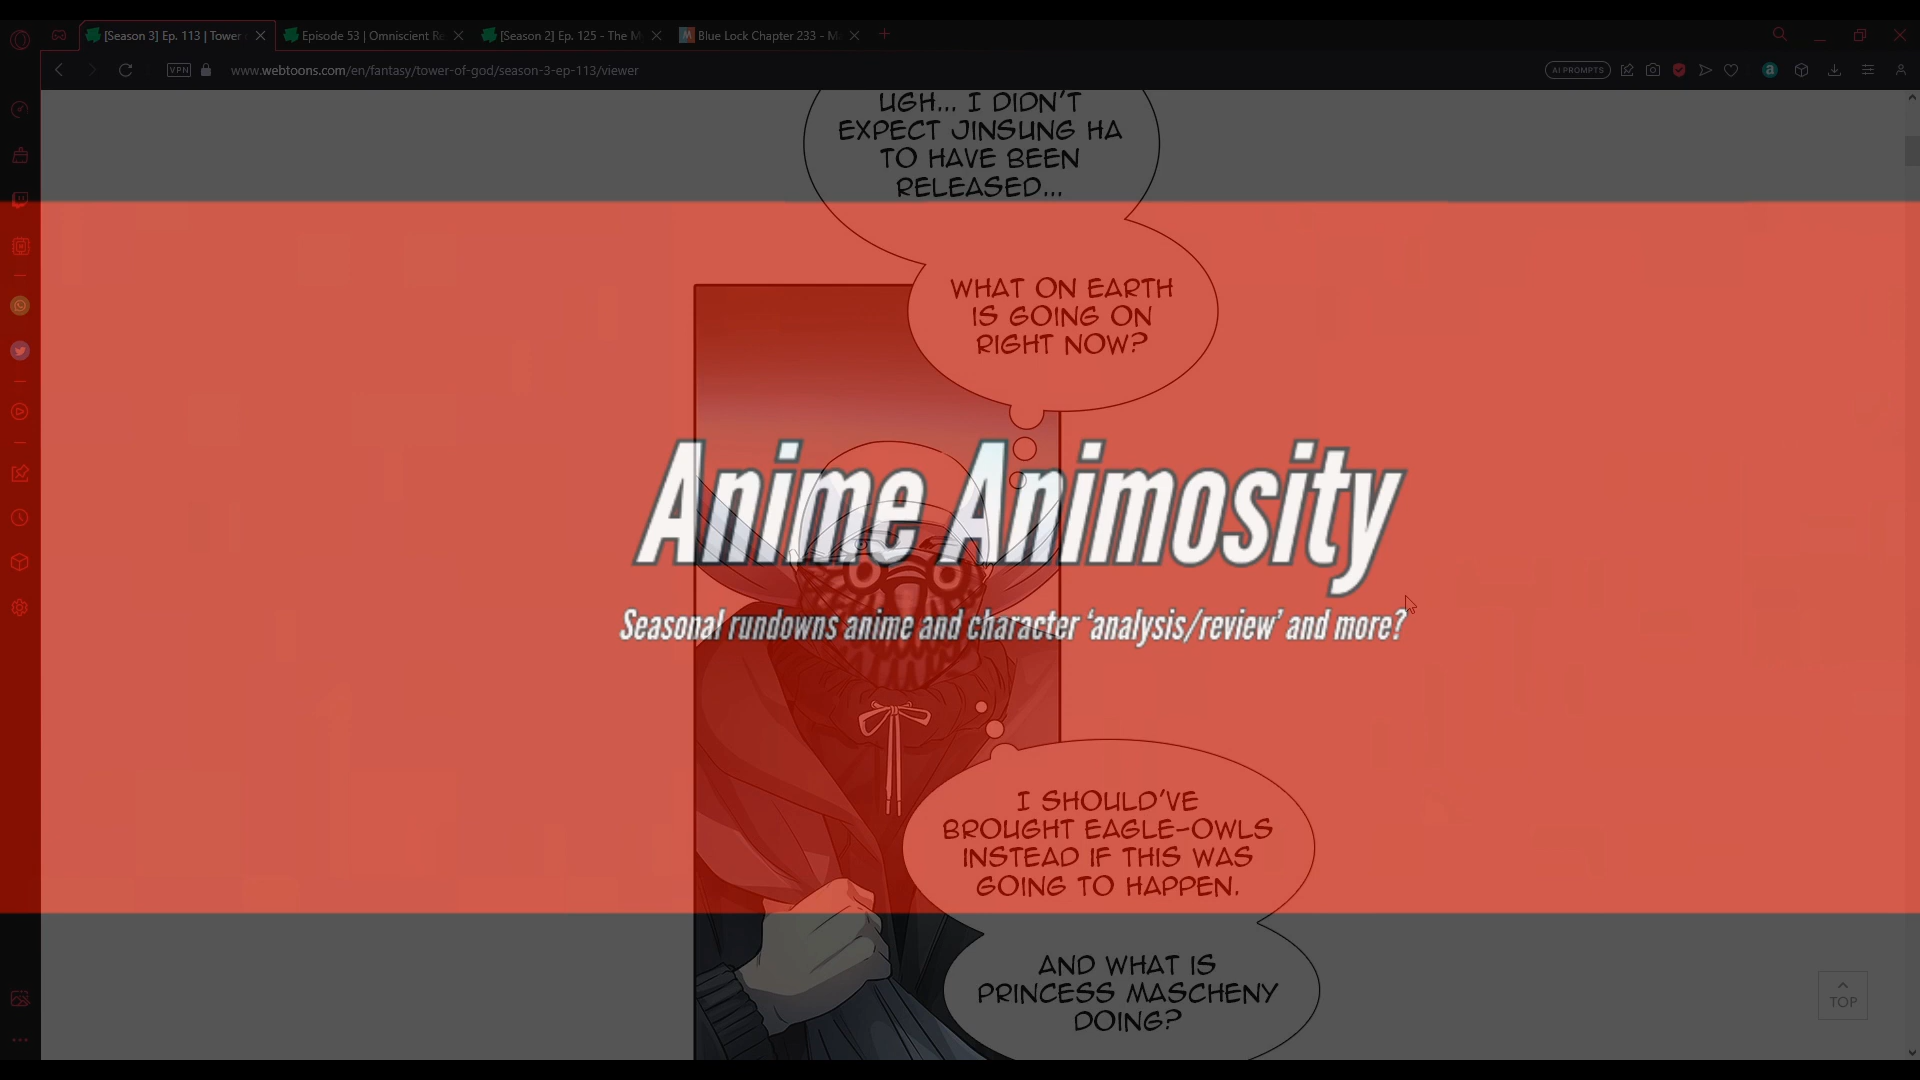 [Season 3] Ep. 113 | Tower
Episode 53 | Omniscient Re
[Season 2] Ep. 125 - The M
Blue Lock Chapter 233 - M
VPN
www.webtoons.com/en/fantasy/tower-of-god/season-3-ep-113/viewer
AI PROMPTS
UGH... I DIDN'T
EXPECT JINSUNG HA
TO HAVE BEEN
RELEASED...
WHAT ON EARTH
IS GOING ON
RIGHT NOW?
Anime Animosity
Seasonal rundowns anime and character 'analysis/review' and more?
I SHOULD'VE
BROUGHT EAGLE-OWLS
INSTEAD IF THIS WAS
GOING TO HAPPEN.
AND WHAT IS
PRINCESS MASCHENY
DOING?
TOP